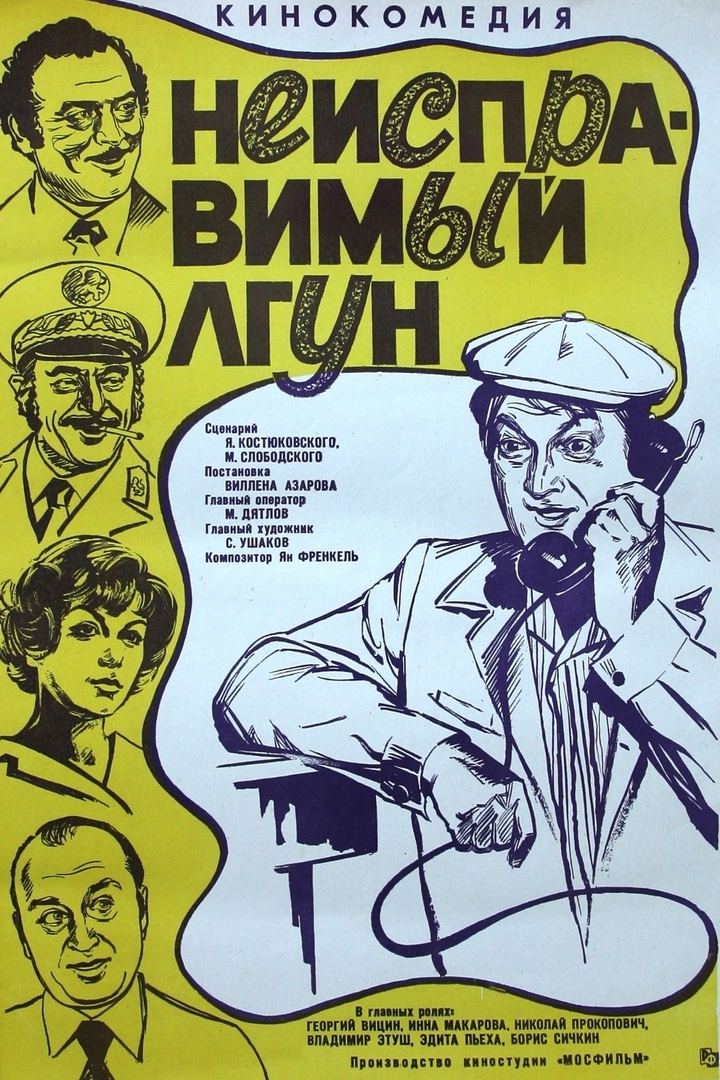 КИНОКОМЕДИЯ
НЕИСПРА-
ВИМЫЙ
ЛГУН
Сценарий
Я. КОСТЮКОВСКОГО,
М. СЛОБОДСКОГО
Постановка
ВИЛЛЕНА АЗАРОВА
Главный оператор
М. ДЯТЛОВ
Главный художник
С. УШАКОВ
Композитор Ян ФРЕНКЕЛЬ
В главных ролях:
ГЕОРГИЙ ВИЦИН, ИННА МАКАРОВА, НИКОЛАЙ ПРОКОПОВИЧ,
ВЛАДИМИР ЭТУШ, ЭДИТА ПЬЕХА, БОРИС СИЧКИН
Производство киностудии «МОСФИЛЬМ»